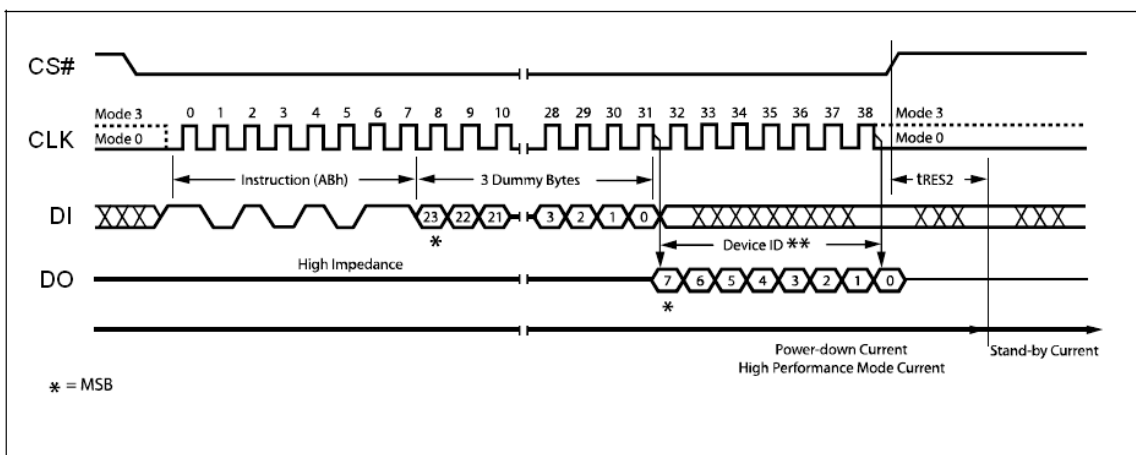 CS#
Mode 3 0 1 2 3 4 5 6 7 8 9 10 28 29 30 31 32 33 34 35 36 37 38 Mode 3
CLK Mode 0 Mode 0
Instruction (ABh) 3 Dummy Bytes tRES2
DI 23 22 21 3 2 1 0
* Device ID **
High Impedance
DO 7 6 5 4 3 2 1 0
*
Power-down Current Stand-by Current
High Performance Mode Current
* = MSB